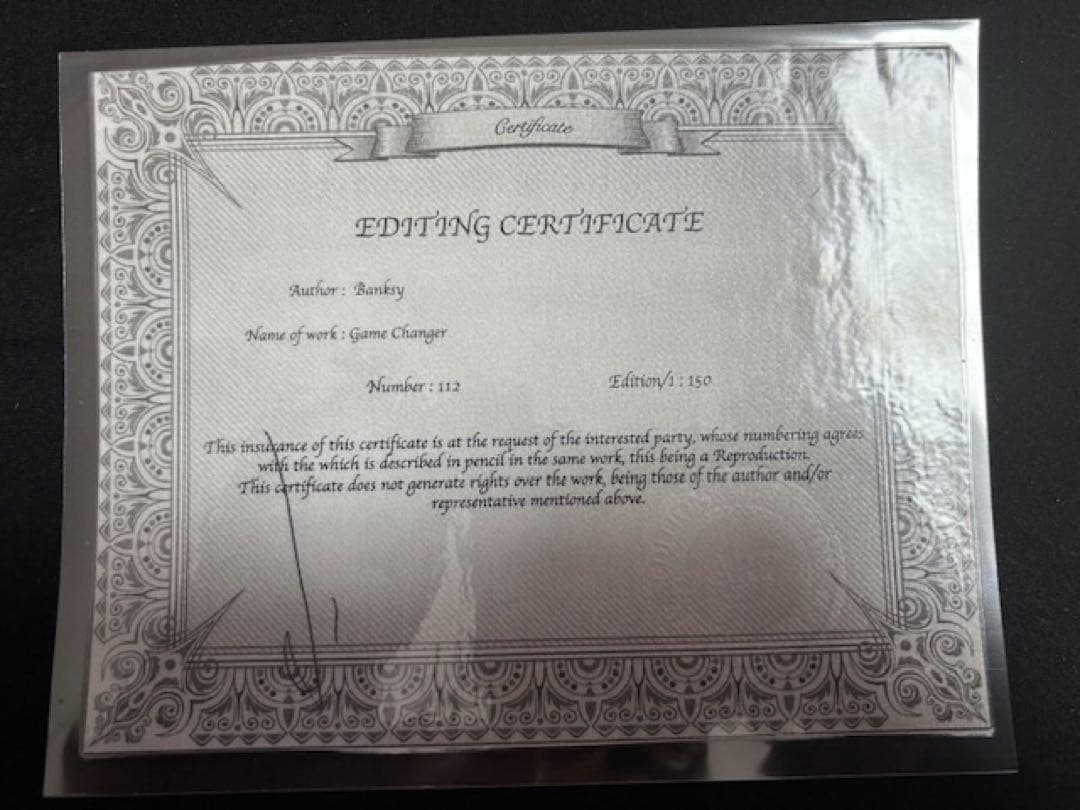 Certificate
EDITING CERTIFICATE
Author : Banksy
Name of work : Game Changer
Number : 112 Edition/1 : 150
This insurance of this certificate is at the request of the interested party, whose numbering agrees
with the which is described in pencil in the same work, this being a Reproduction.
This certificate does not generate rights over the work, being those of the author and/or
representative mentioned above.